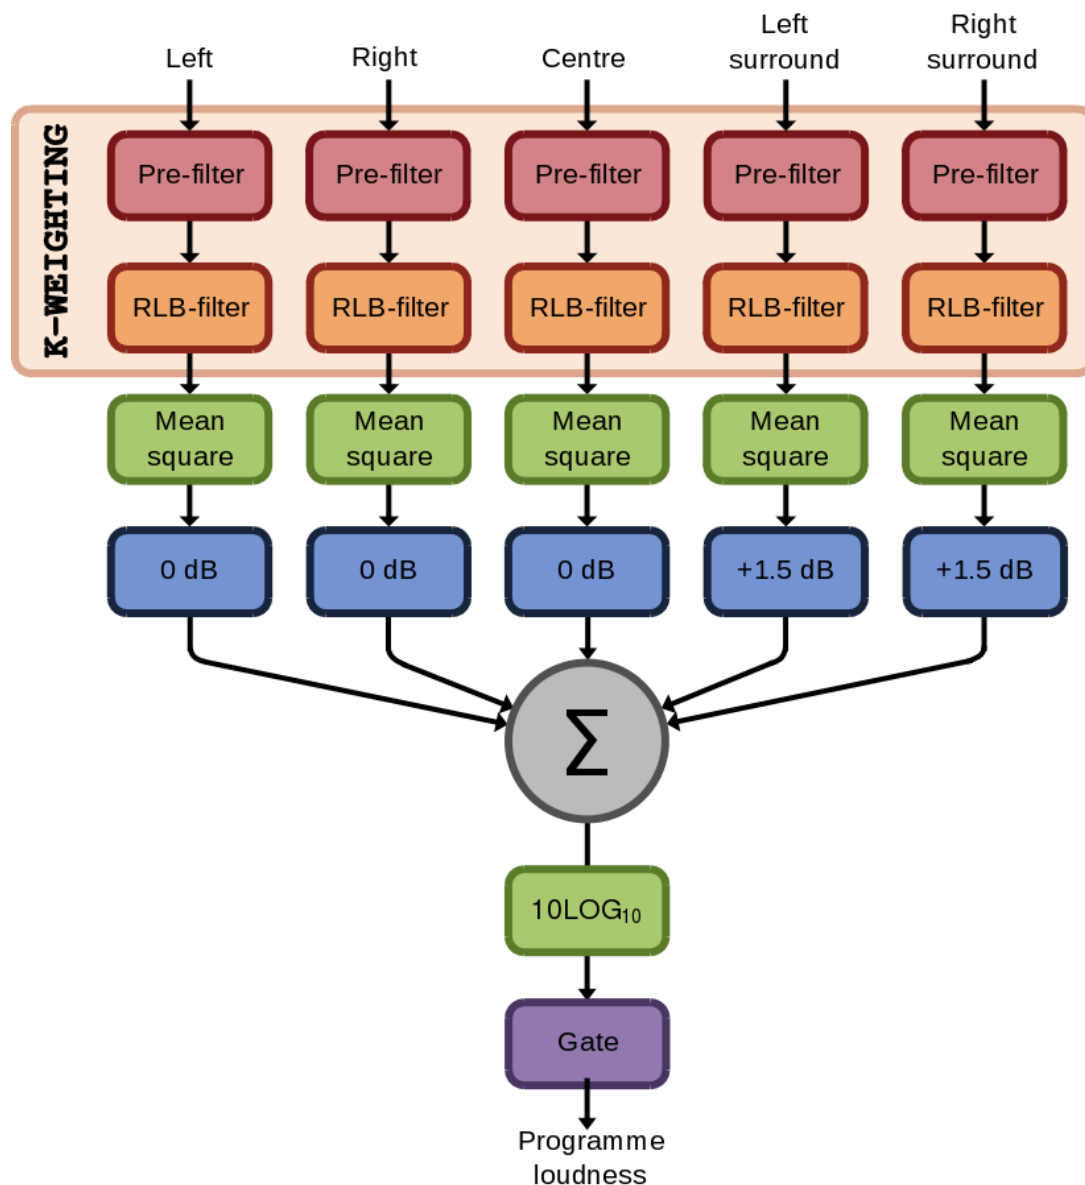 Left
Right
Centre
Left
surround
Right
surround
K-WEIGHTING
Pre-filter
Pre-filter
Pre-filter
Pre-filter
Pre-filter
RLB-filter
RLB-filter
RLB-filter
RLB-filter
RLB-filter
Mean
square
Mean
square
Mean
square
Mean
square
Mean
square
0 dB
0 dB
0 dB
+1.5 dB
+1.5 dB
Σ
10LOG₁₀
Gate
Programme
loudness